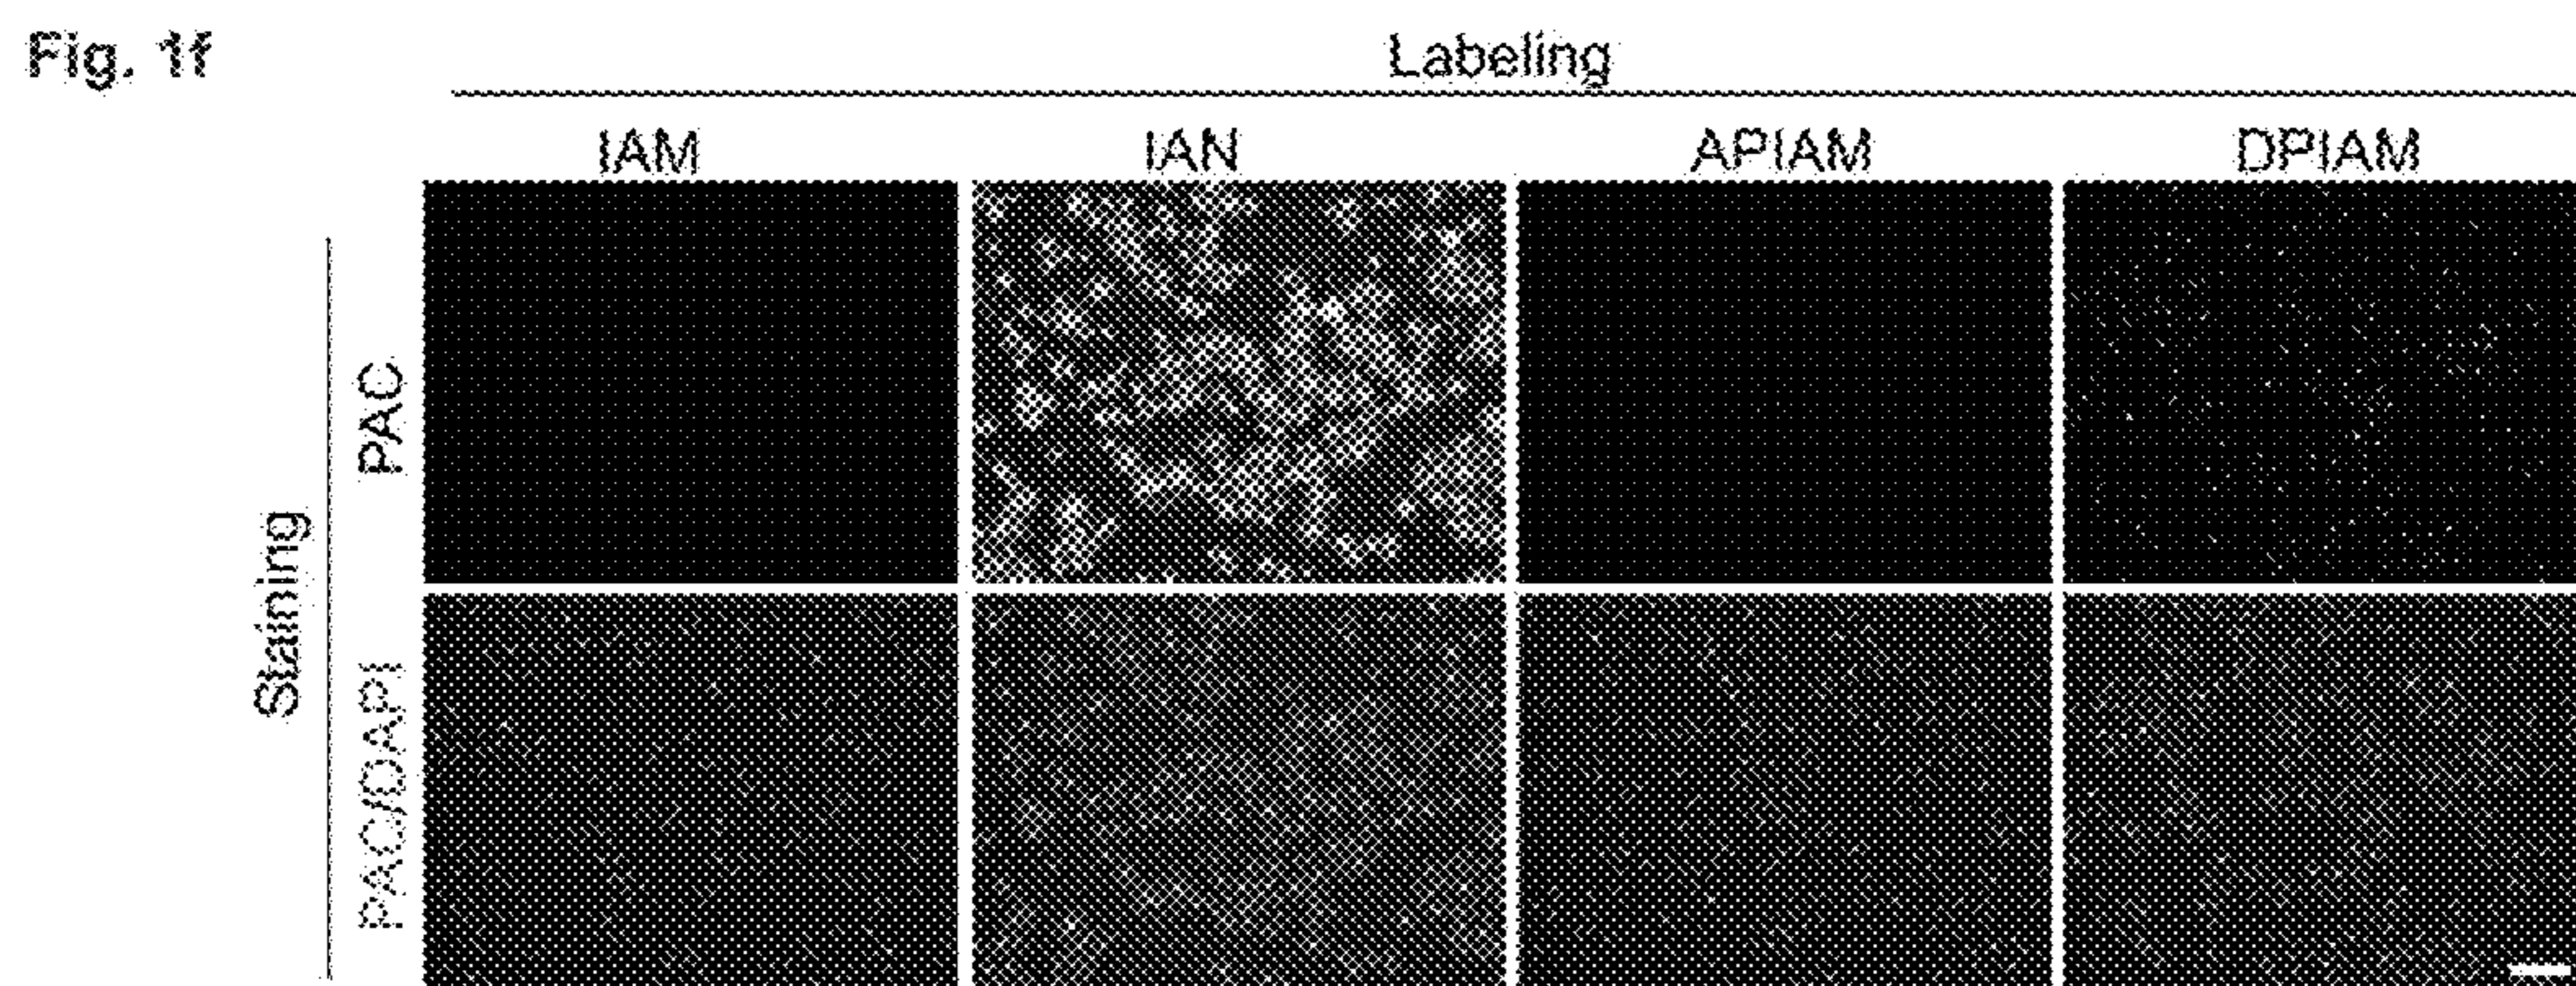 Fig. 1f
Labeling
IAM
IAN
APIAM
DPIAM
Staining
PAC
PAC/DAPI